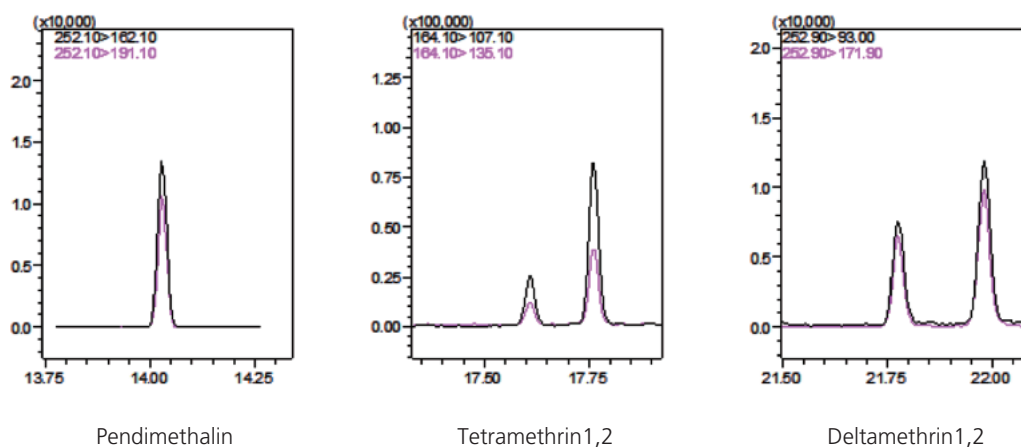 (x10,000)
252.10>162.10
252.10>191.10
2.0
1.5
1.0
0.5
0.0
13.75 14.00 14.25
Pendimethalin
(x100,000)
164.10>107.10
164.10>135.10
1.25
1.00
0.75
0.50
0.25
0.00
17.50 17.75
Tetramethrin1,2
(x10,000)
252.90>93.00
252.90>171.90
2.0
1.0
0.0
21.50 21.75 22.00
Deltamethrin1,2